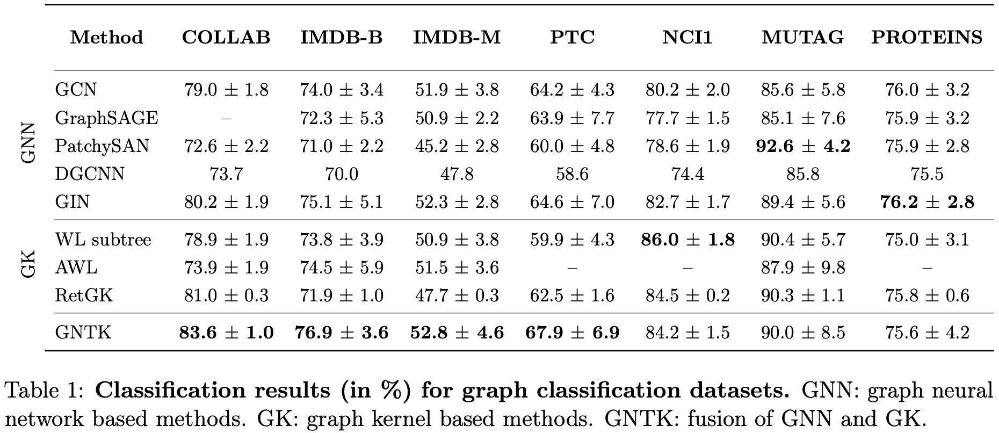 Method COLLAB IMDB-B IMDB-M PTC NCI1 MUTAG PROTEINS
GNN
GCN 79.0 ± 1.8 74.0 ± 3.4 51.9 ± 3.8 64.2 ± 4.3 80.2 ± 2.0 85.6 ± 5.8 76.0 ± 3.2
GraphSAGE – 72.3 ± 5.3 50.9 ± 2.2 63.9 ± 7.7 77.7 ± 1.5 85.1 ± 7.6 75.9 ± 3.2
PatchySAN 72.6 ± 2.2 71.0 ± 2.2 45.2 ± 2.8 60.0 ± 4.8 78.6 ± 1.9 92.6 ± 4.2 75.9 ± 2.8
DGCNN 73.7 70.0 47.8 58.6 74.4 85.8 75.5
GIN 80.2 ± 1.9 75.1 ± 5.1 52.3 ± 2.8 64.6 ± 7.0 82.7 ± 1.7 89.4 ± 5.6 76.2 ± 2.8
GK
WL subtree 78.9 ± 1.9 73.8 ± 3.9 50.9 ± 3.8 59.9 ± 4.3 86.0 ± 1.8 90.4 ± 5.7 75.0 ± 3.1
AWL 73.9 ± 1.9 74.5 ± 5.9 51.5 ± 3.6 – – 87.9 ± 9.8 –
RetGK 81.0 ± 0.3 71.9 ± 1.0 47.7 ± 0.3 62.5 ± 1.6 84.5 ± 0.2 90.3 ± 1.1 75.8 ± 0.6
GNTK 83.6 ± 1.0 76.9 ± 3.6 52.8 ± 4.6 67.9 ± 6.9 84.2 ± 1.5 90.0 ± 8.5 75.6 ± 4.2
Table 1: Classification results (in %) for graph classification datasets. GNN: graph neural
network based methods. GK: graph kernel based methods. GNTK: fusion of GNN and GK.